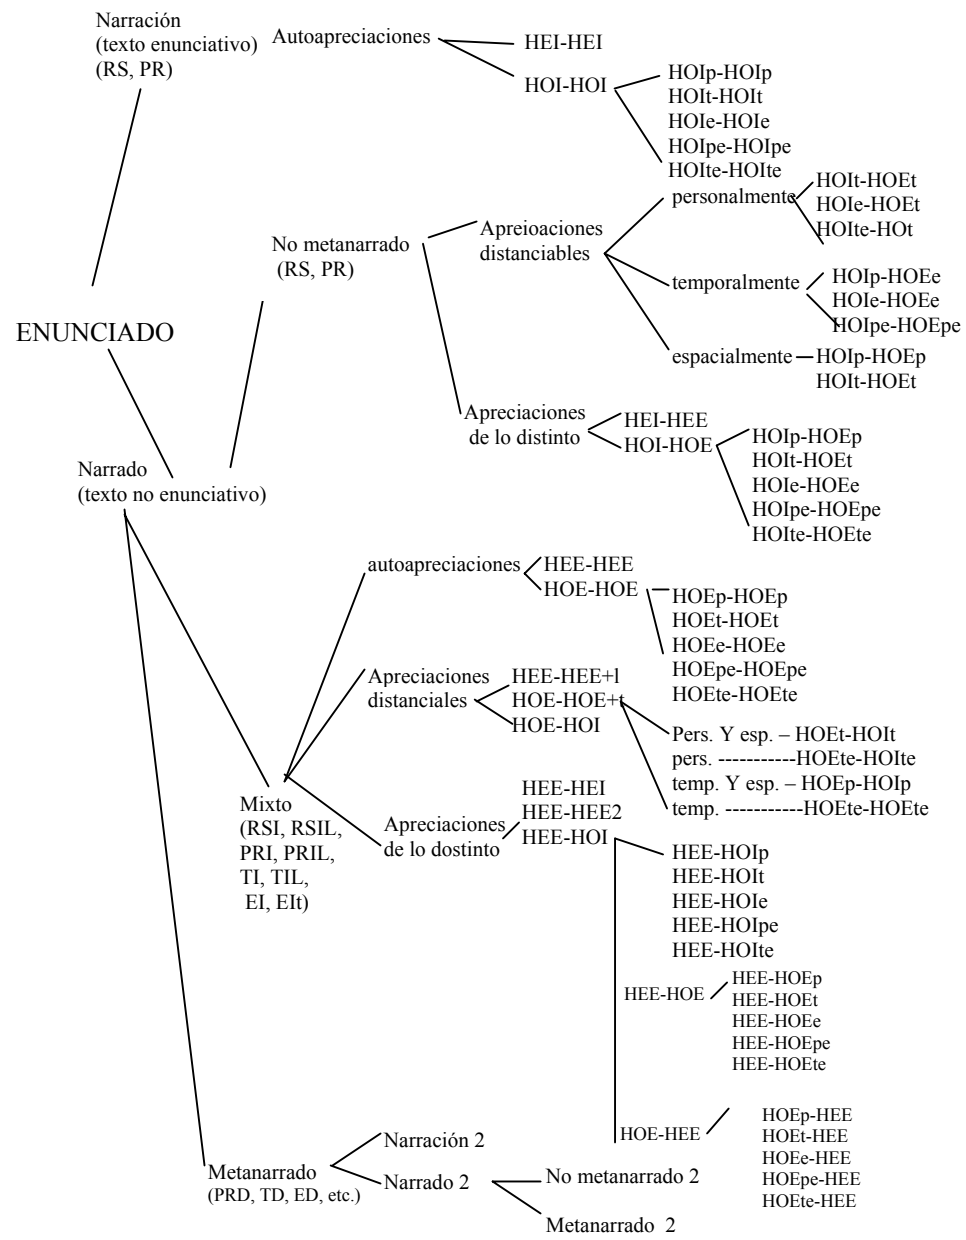 Narración
(texto enunciativo)
(RS, PR)
Autoapreciaciones
HEI-HEI
HOI-HOI
HOIp-HOIp
HOIt-HOIt
HOIe-HOIe
HOIpe-HOIpe
HOIte-HOIte
No metanarrado
(RS, PR)
Apreioaciones
distanciables
personalmente
HOIt-HOEt
HOIe-HOEt
HOIte-HOt
temporalmente
HOIp-HOEe
HOIe-HOEe
HOIpe-HOEpe
espacialmente
HOIp-HOEp
HOIt-HOEt
ENUNCIADO
Apreciaciones
de lo distinto
HEI-HEE
HOI-HOE
HOIp-HOEp
HOIt-HOEt
HOIe-HOEe
HOIpe-HOEpe
HOIte-HOEte
Narrado
(texto no enunciativo)
autoapreciaciones
HEE-HEE
HOE-HOE
HOEp-HOEp
HOEt-HOEt
HOEe-HOEe
HOEpe-HOEpe
HOEte-HOEte
Apreciaciones
distanciales
HEE-HEE+l
HOE-HOE+t
HOE-HOI
Pers. Y esp. – HOEt-HOIt
pers. -----------HOEte-HOIte
temp. Y esp. – HOEp-HOIp
temp. -----------HOEte-HOEte
Mixto
(RSI, RSIL,
PRI, PRIL,
TI, TIL,
EI, EIt)
Apreciaciones
de lo dostinto
HEE-HEI
HEE-HEE2
HEE-HOI
HEE-HOIp
HEE-HOIt
HEE-HOIe
HEE-HOIpe
HEE-HOIte
HEE-HOE
HEE-HOEp
HEE-HOEt
HEE-HOEe
HEE-HOEpe
HEE-HOEte
HOE-HEE
HOEp-HEE
HOEt-HEE
HOEe-HEE
HOEpe-HEE
HOEte-HEE
Metanarrado
(PRD, TD, ED, etc.)
Narración 2
Narrado 2
No metanarrado 2
Metanarrado 2